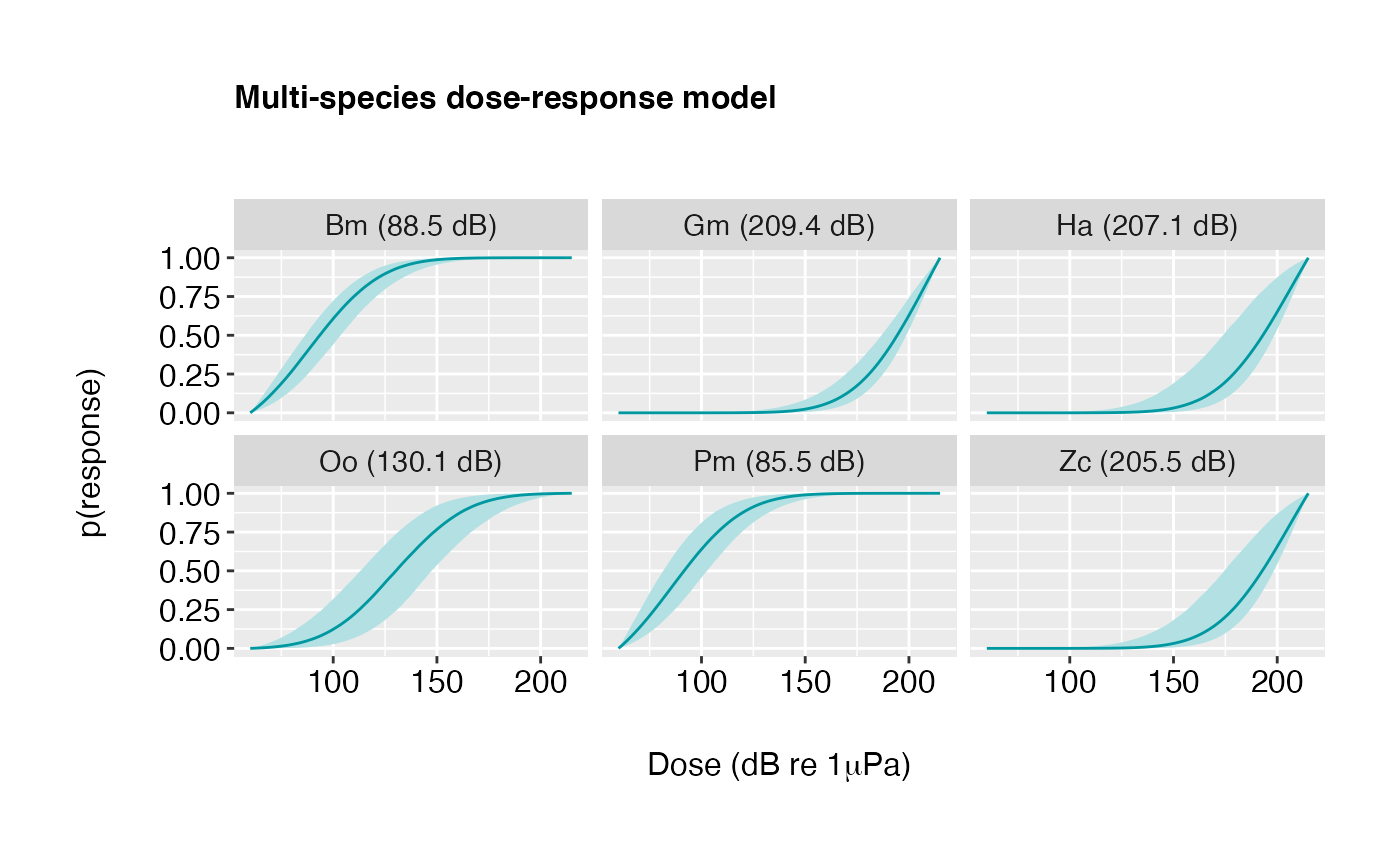 Multi-species dose-response model
Bm (88.5 dB)
Gm (209.4 dB)
Ha (207.1 dB)
1.00
0.75
0.50
0.25
0.00
Oo (130.1 dB)
Pm (85.5 dB)
Zc (205.5 dB)
1.00
0.75
0.50
0.25
0.00
100 150 200
100 150 200
100 150 200
p(response)
Dose (dB re 1μPa)